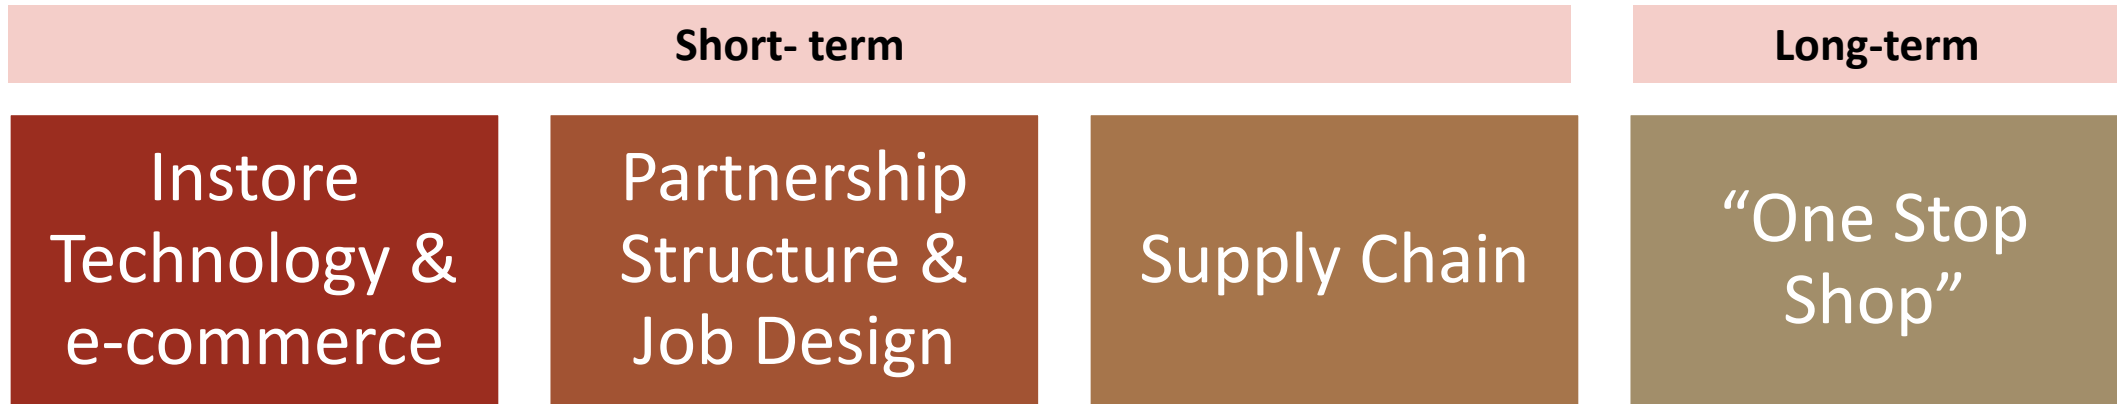 Short- term
Long-term
Instore
Technology &
e-commerce
Partnership
Structure &
Job Design
Supply Chain
“One Stop
Shop”